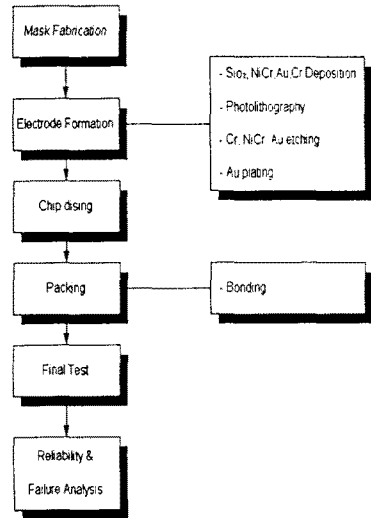 Mask Fabrication
- Sio₂, NiCr, Au, Cr Deposition
- Photolithography
- Cr, NiCr, Au etching
- Au plating
Electrode Formation
Chip dising
Packing
- Bonding
Final Test
Reliability &
Failure Analysis